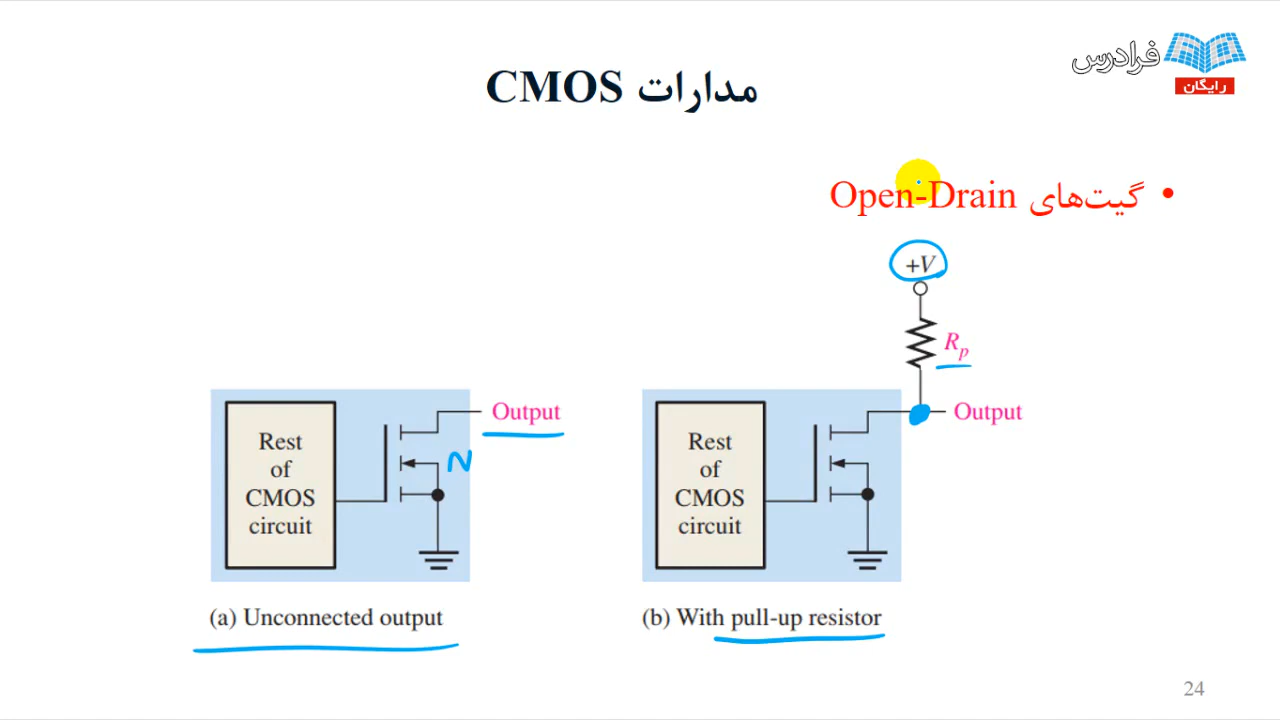 فرادرس
رایگان
مدارات CMOS
• گیت‌های Open-Drain
+V
Rp
Output
Rest
of
CMOS
circuit
N
Output
Rest
of
CMOS
circuit
(a) Unconnected output
(b) With pull-up resistor
24